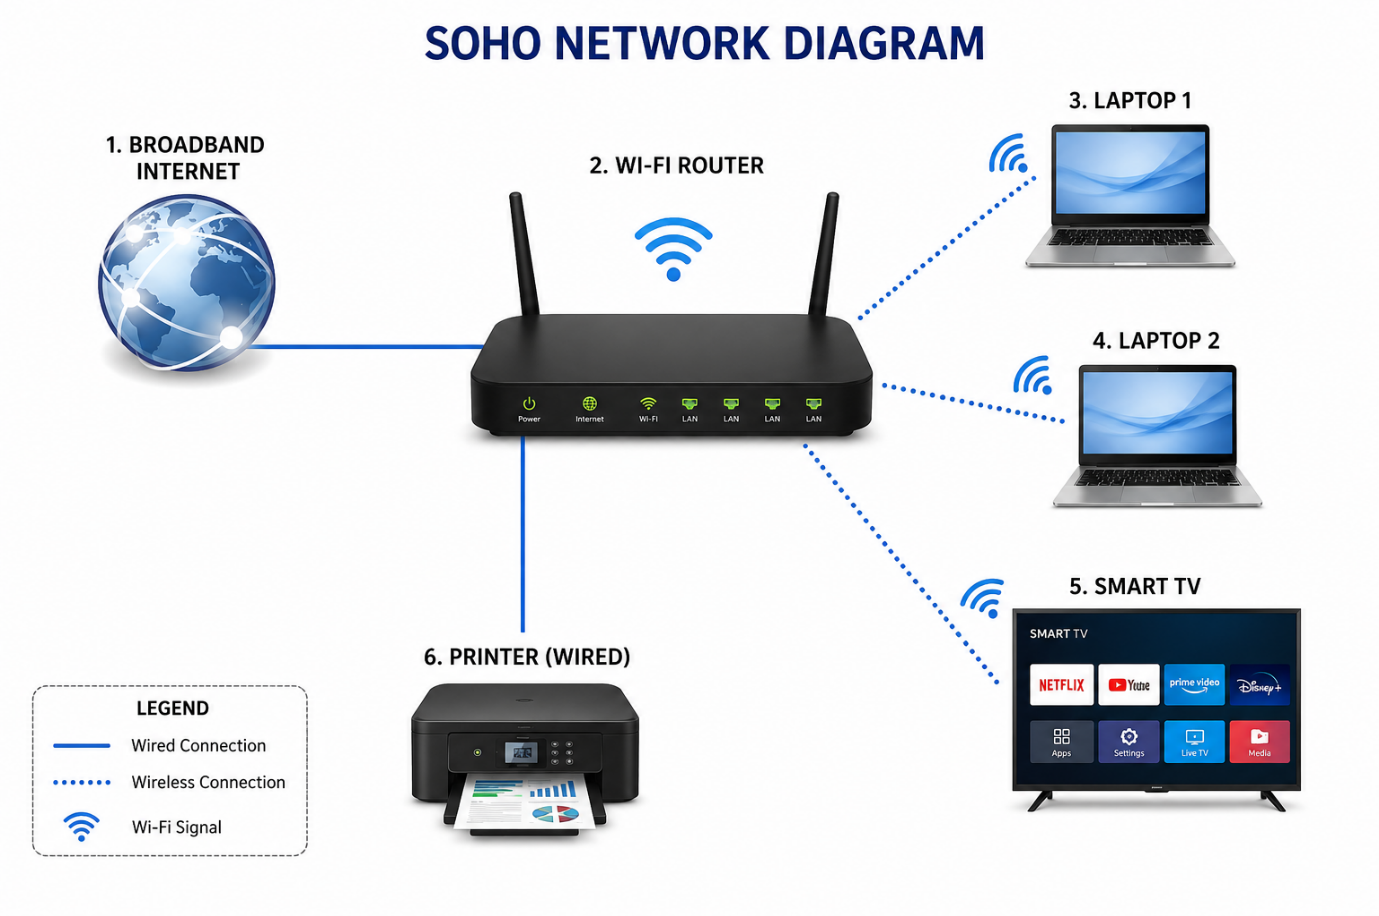 SOHO NETWORK DIAGRAM
1. BROADBAND
INTERNET
2. WI-FI ROUTER
3. LAPTOP 1
4. LAPTOP 2
Power
Internet
Wi-Fi
LAN
LAN
LAN
LAN
5. SMART TV
SMART TV
NETFLIX
YouTube
prime video
Disney+
Apps
Settings
Live TV
Media
6. PRINTER (WIRED)
LEGEND
Wired Connection
Wireless Connection
Wi-Fi Signal